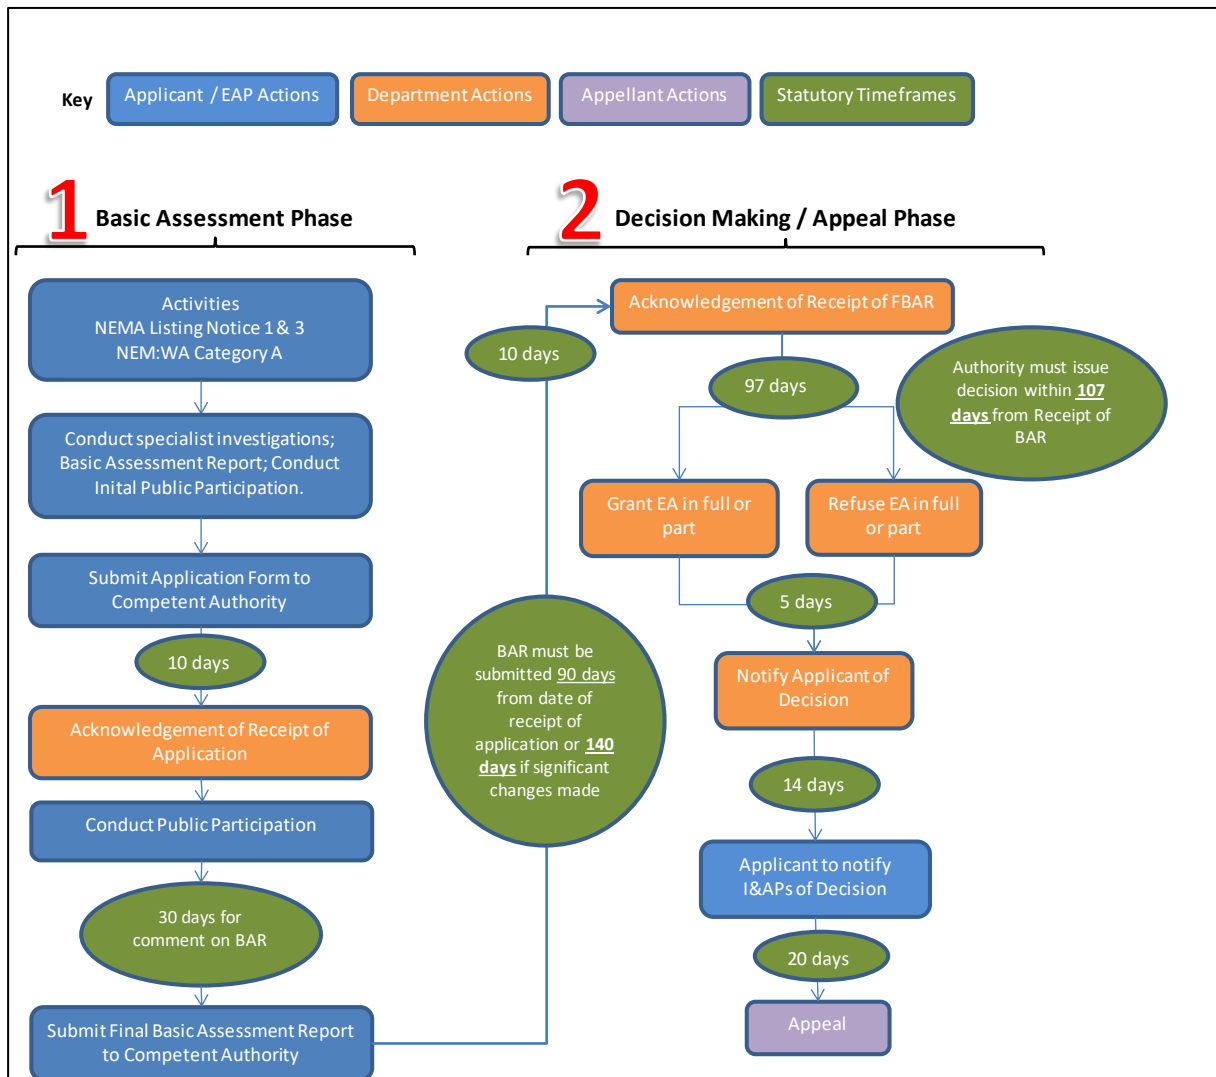 Key
Applicant / EAP Actions
Department Actions
Appellant Actions
Statutory Timeframes
1 Basic Assessment Phase
Activities
NEMA Listing Notice 1 & 3
NEM:WA Category A
Conduct specialist investigations;
Basic Assessment Report; Conduct
Inital Public Participation.
Submit Application Form to
Competent Authority
10 days
Acknowledgement of Receipt of
Application
Conduct Public Participation
30 days for
comment on BAR
Submit Final Basic Assessment Report
to Competent Authority
BAR must be
submitted 90 days
from date of
receipt of
application or 140
days if significant
changes made
10 days
2 Decision Making / Appeal Phase
Acknowledgement of Receipt of FBAR
97 days
Authority must issue
decision within 107
days from Receipt of
BAR
Grant EA in full or
part
Refuse EA in full
or part
5 days
Notify Applicant of
Decision
14 days
Applicant to notify
I&APs of Decision
20 days
Appeal